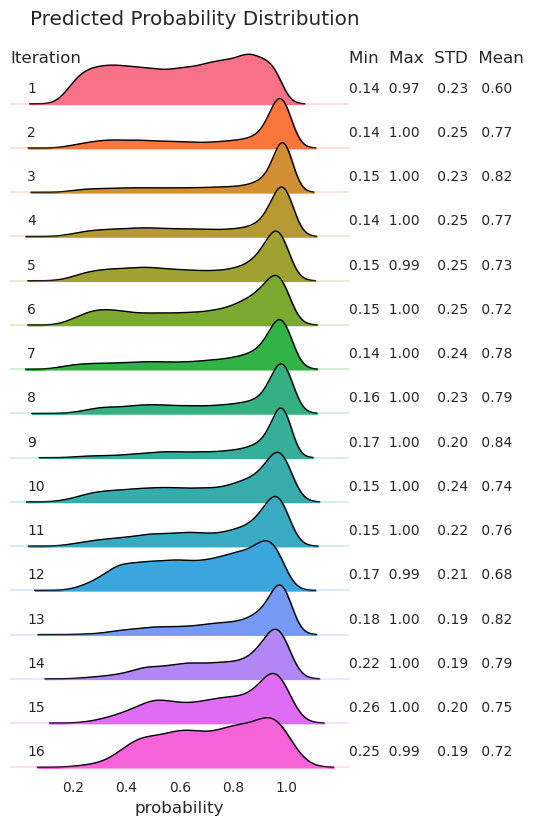 Predicted Probability Distribution
Iteration Min Max STD Mean
1 0.14 0.97 0.23 0.60
2 0.14 1.00 0.25 0.77
3 0.15 1.00 0.23 0.82
4 0.14 1.00 0.25 0.77
5 0.15 0.99 0.25 0.73
6 0.15 1.00 0.25 0.72
7 0.14 1.00 0.24 0.78
8 0.16 1.00 0.23 0.79
9 0.17 1.00 0.20 0.84
10 0.15 1.00 0.24 0.74
11 0.15 1.00 0.22 0.76
12 0.17 0.99 0.21 0.68
13 0.18 1.00 0.19 0.82
14 0.22 1.00 0.19 0.79
15 0.26 1.00 0.20 0.75
16 0.25 0.99 0.19 0.72
0.2 0.4 0.6 0.8 1.0
probability